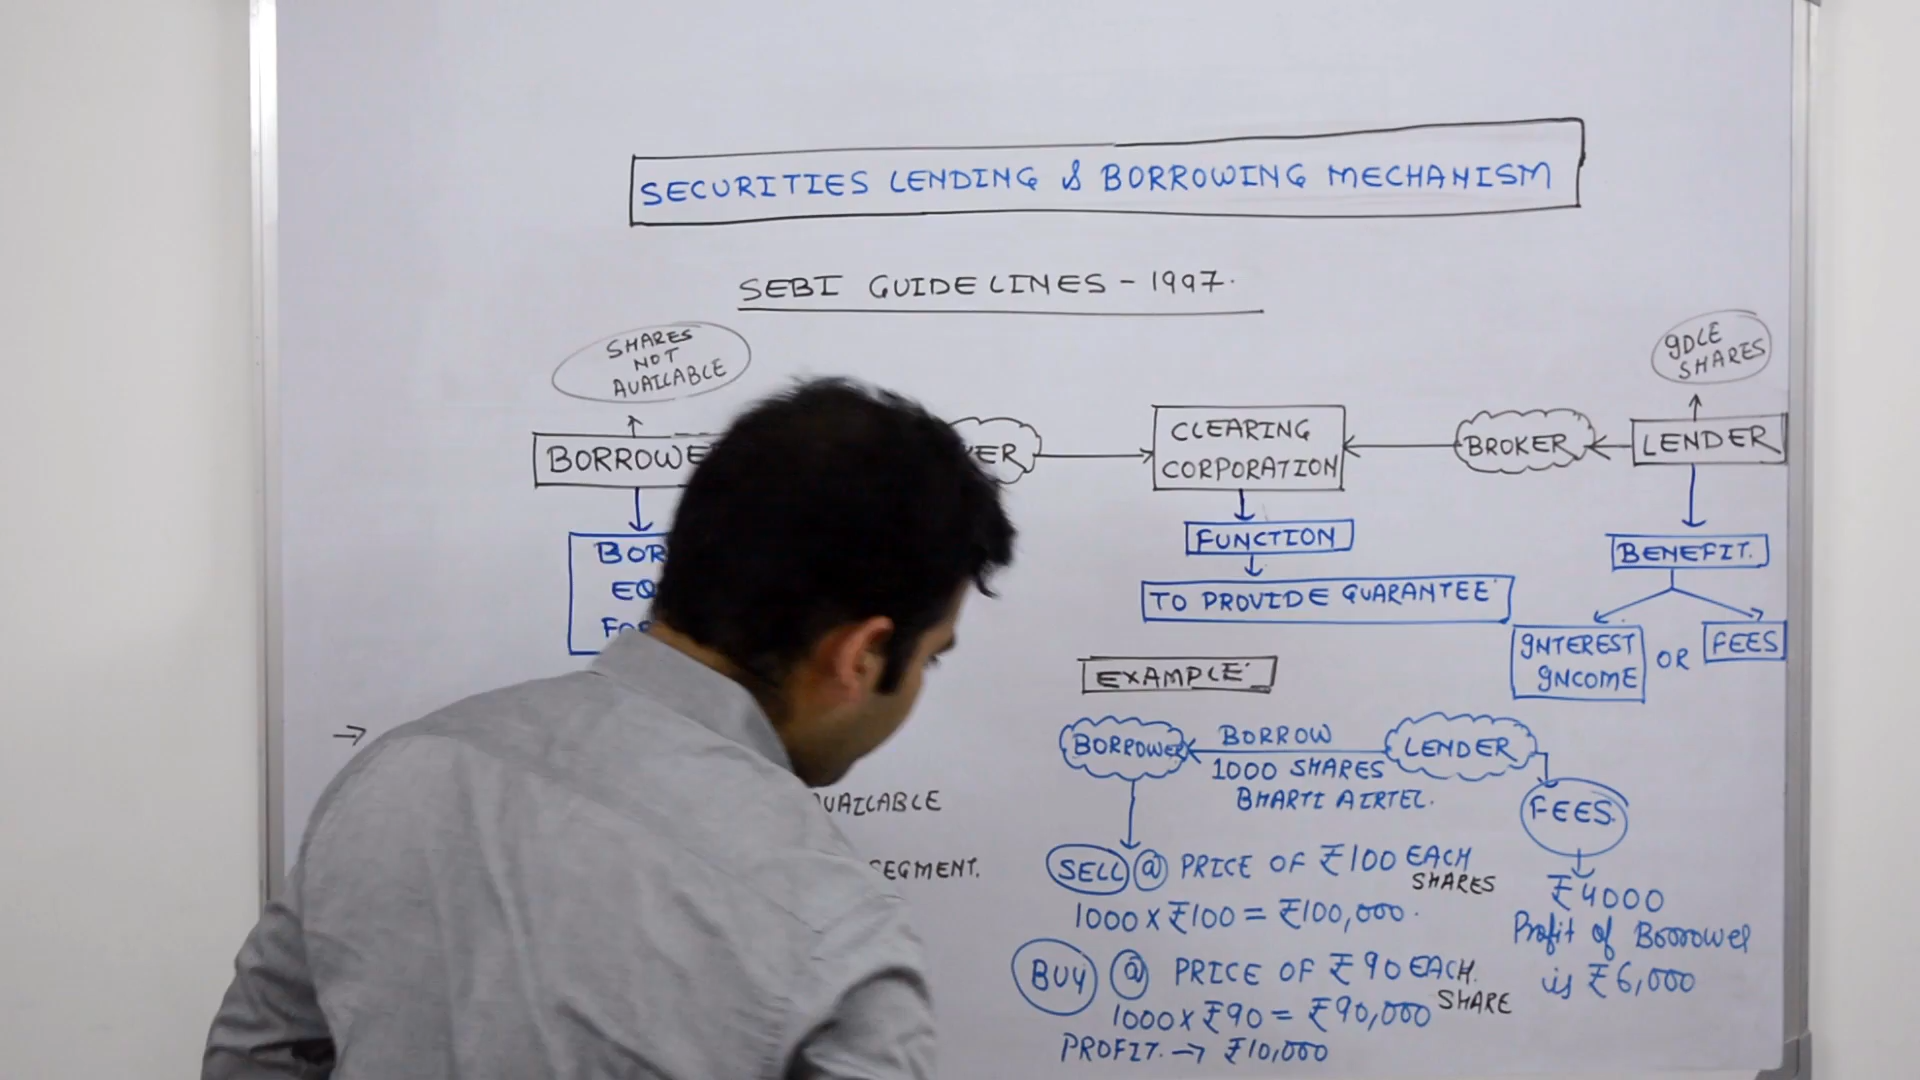 SECURITIES LENDING & BORROWING MECHANISM
SEBI GUIDELINES - 1997.
SHARES
NOT
AVAILABLE
IDLE
SHARES
CLEARING
CORPORATION
BROKER
LENDER
FUNCTION
TO PROVIDE GUARANTEE
BENEFIT.
INTEREST
INCOME
OR
FEES
EXAMPLE
→
SEGMENT.
BORROWER
BORROW
1000 SHARES
BHARTI AIRTEL.
LENDER
FEES
SELL @ PRICE OF ₹100 EACH
SHARES
1000 X ₹100 = ₹100,000.
BUY @ PRICE OF ₹90 EACH.
SHARE
1000 X ₹90 = ₹90,000
PROFIT. → ₹10,000
₹4000
Profit of Borrower
is ₹6,000